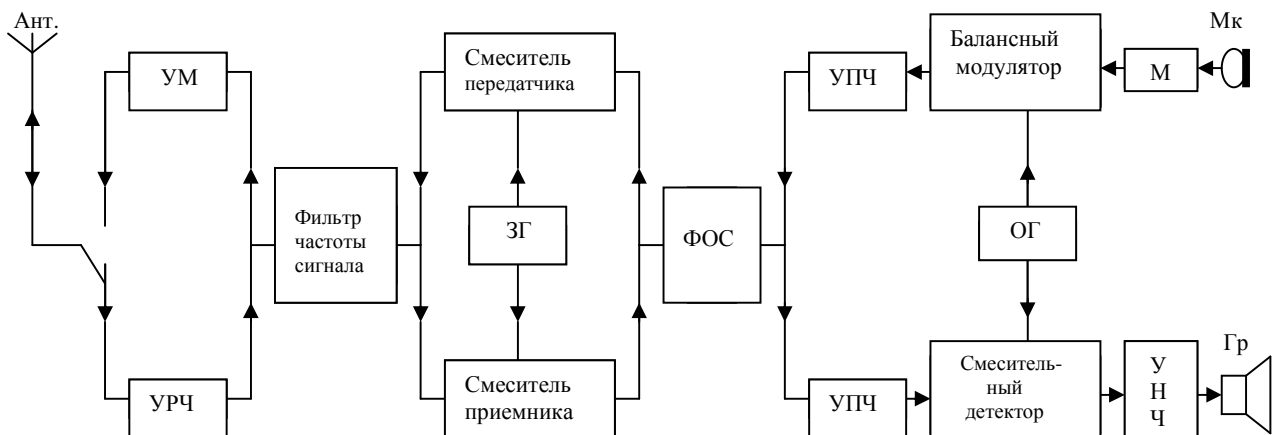 Ант.
УМ
Смеситель
передатчика
УПЧ
Балансный
модулятор
М
Мк
Фильтр
частоты
сигнала
ЗГ
ФОС
ОГ
УРЧ
Смеситель
приемника
УПЧ
Смеситель-
ный
детектор
У
Н
Ч
Гр